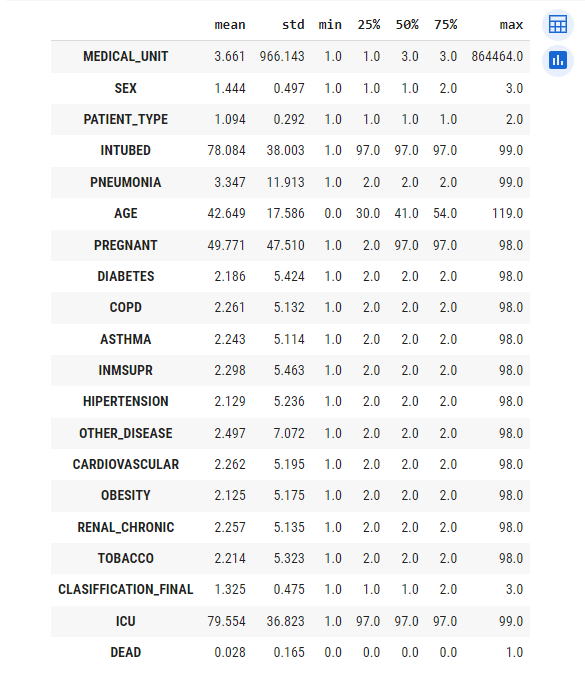 mean std min 25% 50% 75% max
MEDICAL_UNIT 3.661 966.143 1.0 1.0 3.0 3.0 864464.0
SEX 1.444 0.497 1.0 1.0 1.0 2.0 3.0
PATIENT_TYPE 1.094 0.292 1.0 1.0 1.0 1.0 2.0
INTUBED 78.084 38.003 1.0 97.0 97.0 97.0 99.0
PNEUMONIA 3.347 11.913 1.0 2.0 2.0 2.0 99.0
AGE 42.649 17.586 0.0 30.0 41.0 54.0 119.0
PREGNANT 49.771 47.510 1.0 2.0 97.0 97.0 98.0
DIABETES 2.186 5.424 1.0 2.0 2.0 2.0 98.0
COPD 2.261 5.132 1.0 2.0 2.0 2.0 98.0
ASTHMA 2.243 5.114 1.0 2.0 2.0 2.0 98.0
INMSUPR 2.298 5.463 1.0 2.0 2.0 2.0 98.0
HIPERTENSION 2.129 5.236 1.0 2.0 2.0 2.0 98.0
OTHER_DISEASE 2.497 7.072 1.0 2.0 2.0 2.0 98.0
CARDIOVASCULAR 2.262 5.195 1.0 2.0 2.0 2.0 98.0
OBESITY 2.125 5.175 1.0 2.0 2.0 2.0 98.0
RENAL_CHRONIC 2.257 5.135 1.0 2.0 2.0 2.0 98.0
TOBACCO 2.214 5.323 1.0 2.0 2.0 2.0 98.0
CLASIFFICATION_FINAL 1.325 0.475 1.0 1.0 1.0 2.0 3.0
ICU 79.554 36.823 1.0 97.0 97.0 97.0 99.0
DEAD 0.028 0.165 0.0 0.0 0.0 0.0 1.0